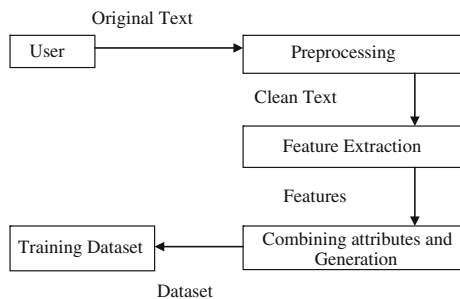 Original Text
User
Preprocessing
Clean Text
Feature Extraction
Features
Training Dataset
Combining attributes and
Generation
Dataset